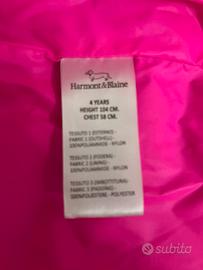 Harmont&Blaine
4 YEARS
HEIGHT 104 CM.
CHEST 58 CM.
TESSUTO 1 (ESTERNO) -
FABRIC 1 (OUTSHELL) -
100%POLIAMMIDE - NYLON
TESSUTO 2 (FODERA) -
FABRIC 2 (LINING) -
100%POLIAMMIDE - NYLON
TESSUTO 3 (IMBOTTITURA) -
FABRIC 3 (PADDING) -
100%POLIESTERE - POLYESTER
subito